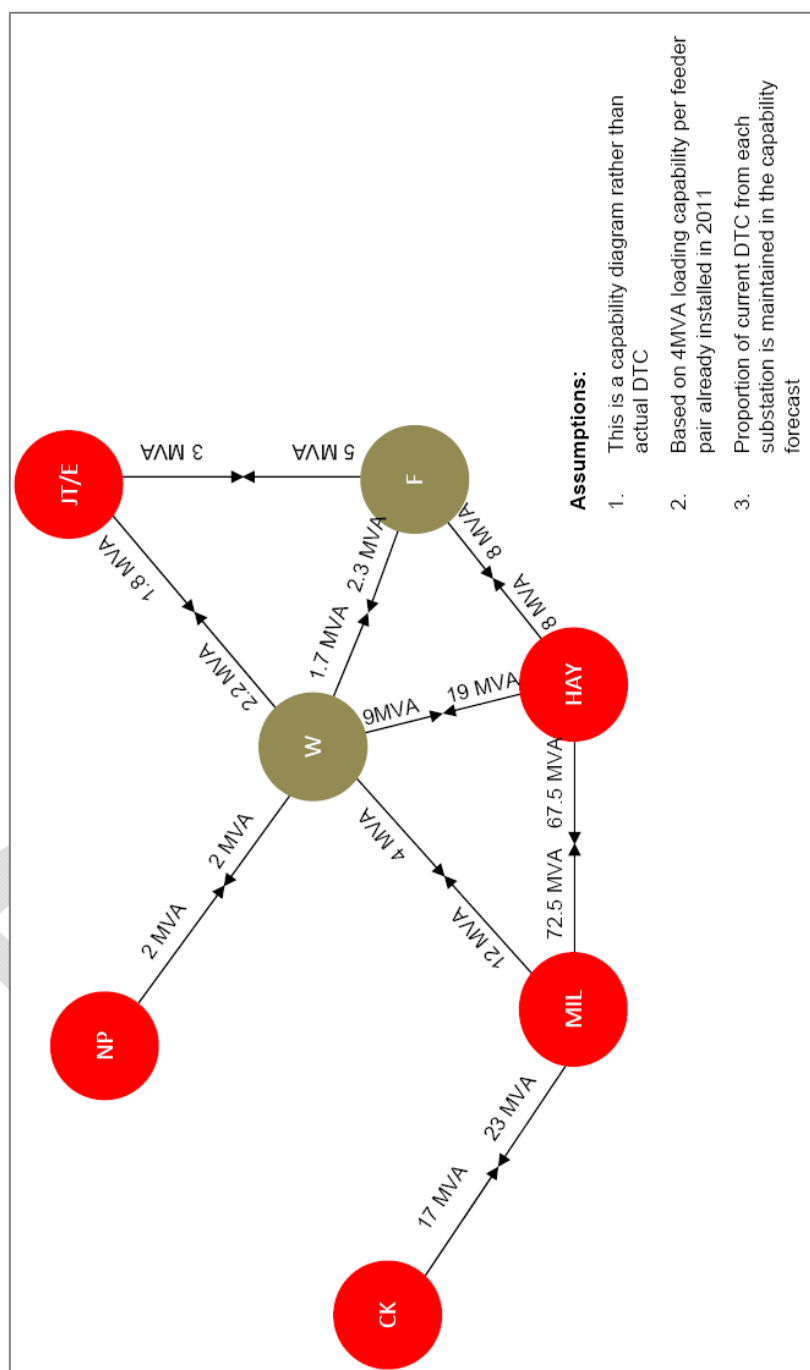 JT/E
3 MVA
5 MVA
F
1.8 MVA
2.2 MVA
2.3 MVA
1.7 MVA
8 MVA
8 MVA
W
9MVA
19 MVA
HAY
2 MVA
2 MVA
NP
4 MVA
12 MVA
67.5 MVA
72.5 MVA
MIL
23 MVA
17 MVA
CK
Assumptions:
1. This is a capability diagram rather than
actual DTC
2. Based on 4MVA loading capability per feeder
pair already installed in 2011
3. Proportion of current DTC from each
substation is maintained in the capability
forecast